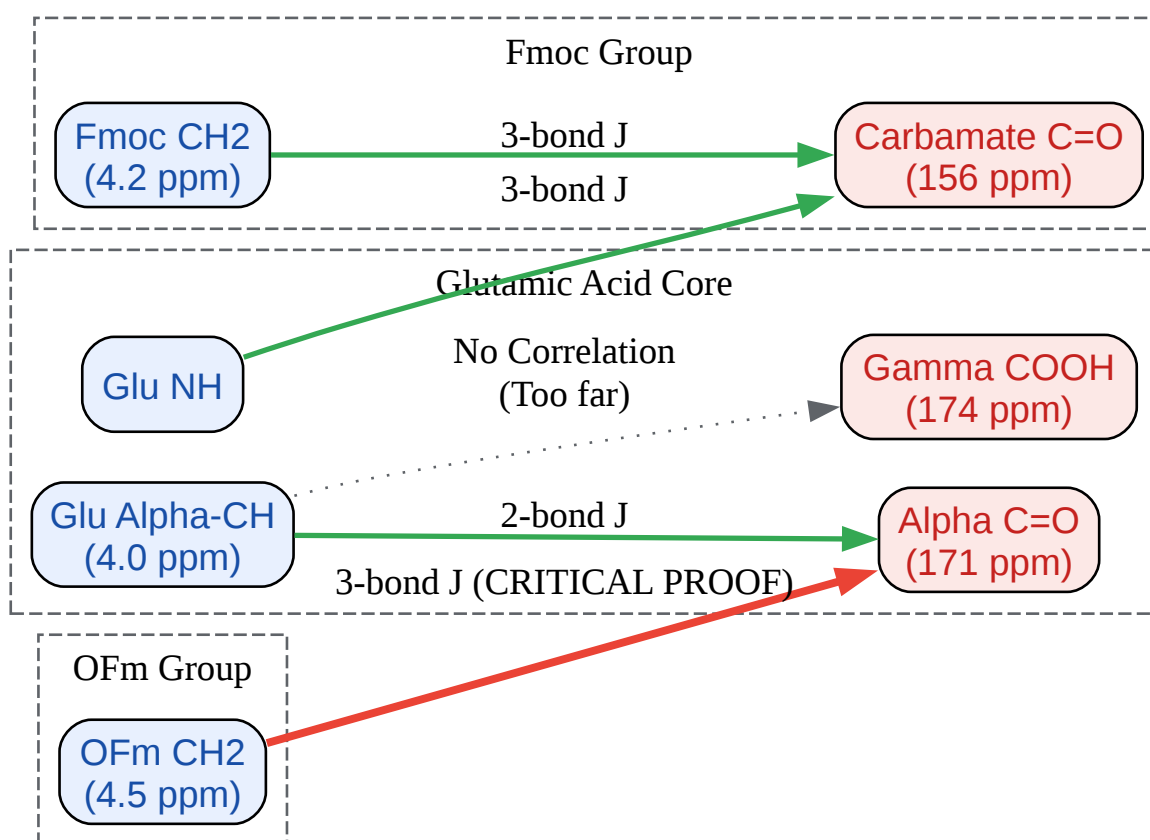 Fmoc Group
Fmoc CH2
(4.2 ppm)
3-bond J
Carbamate C=O
(156 ppm)
3-bond J
Glutamic Acid Core
Glu NH
No Correlation
(Too far)
Gamma COOH
(174 ppm)
Glu Alpha-CH
(4.0 ppm)
2-bond J
Alpha C=O
(171 ppm)
3-bond J (CRITICAL PROOF)
OFm Group
OFm CH2
(4.5 ppm)